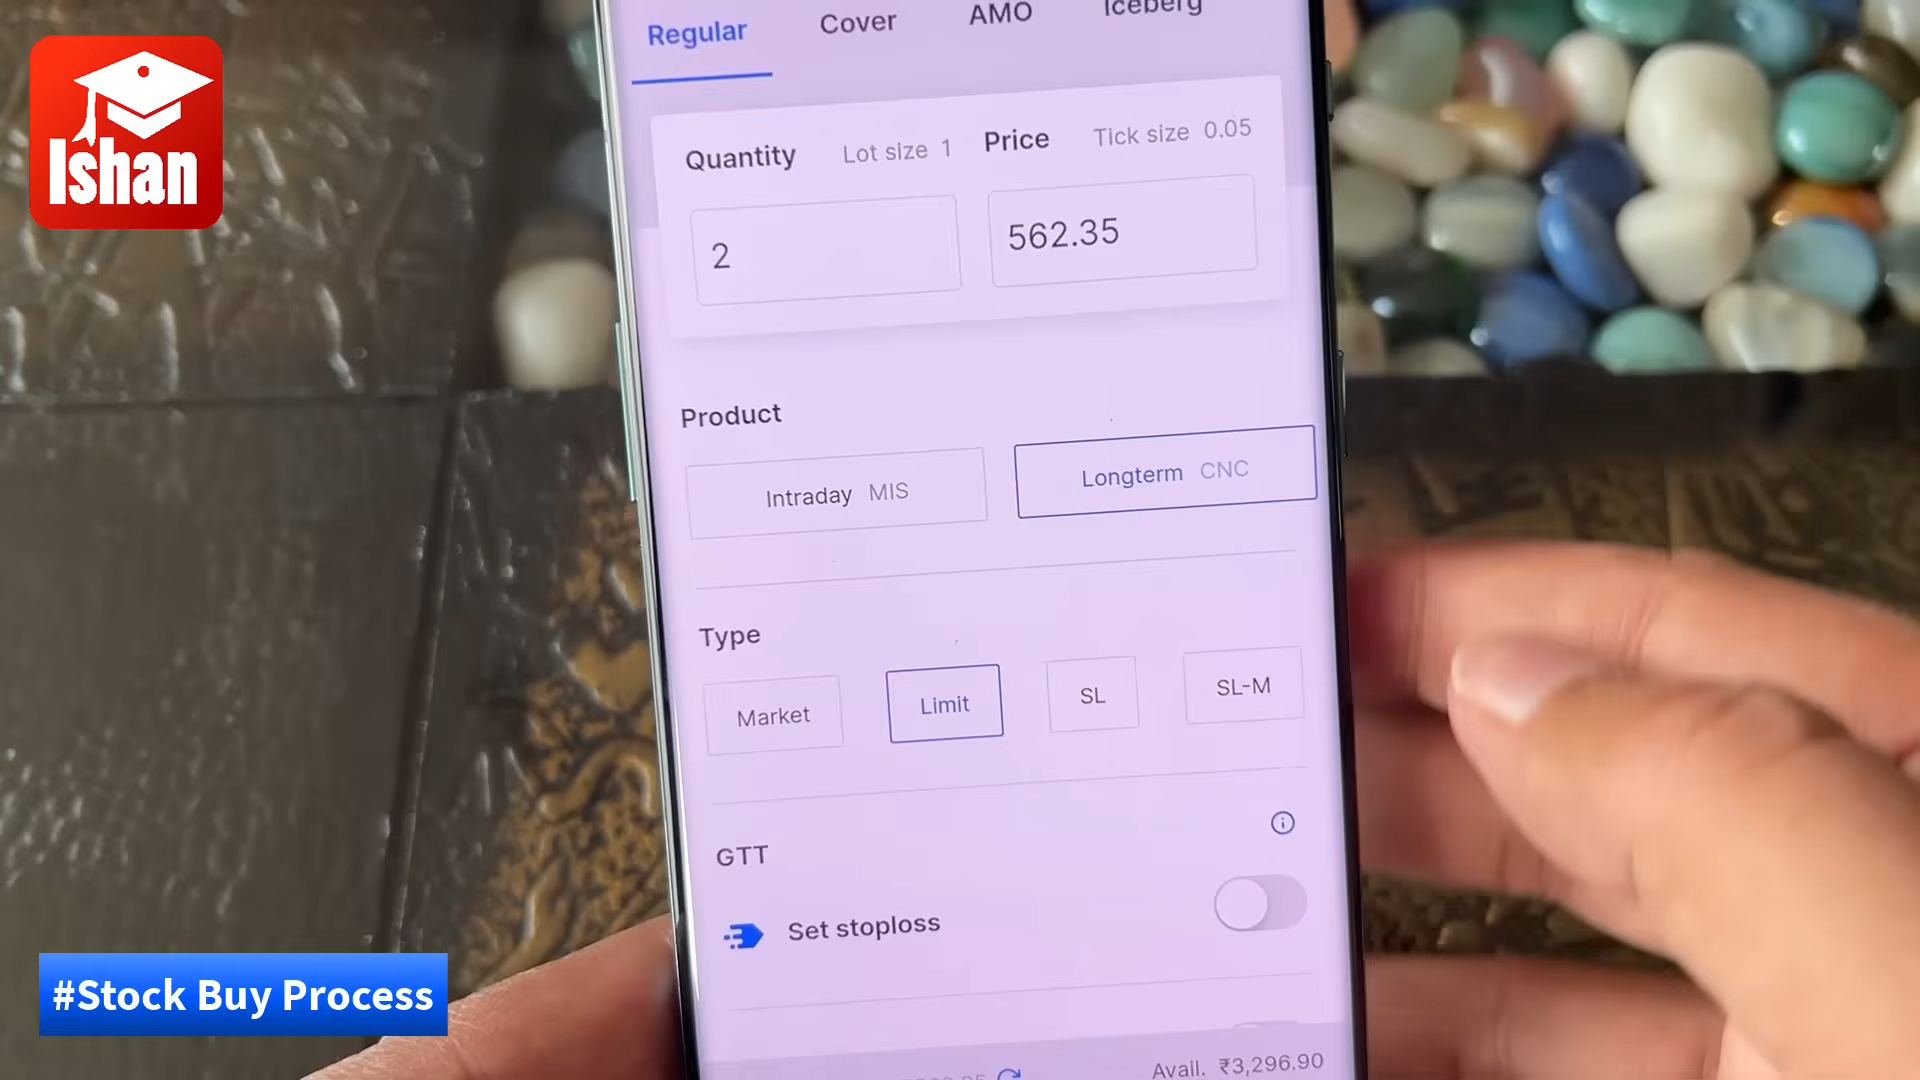 Ishan
Regular Cover AMO Iceberg
Quantity Lot size 1 Price Tick size 0.05
2 562.35
Product
Intraday MIS Longterm CNC
Type
Market Limit SL SL-M
GTT
Set stoploss
Avail. ₹3,296.90
#Stock Buy Process